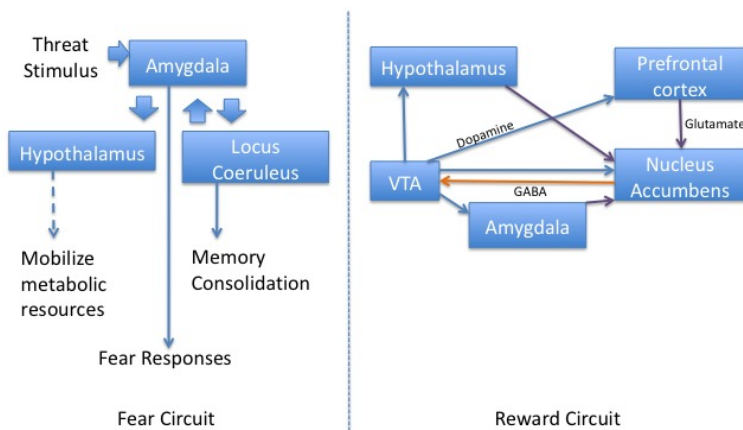 Threat
Stimulus
Amygdala
Hypothalamus
Locus
Coeruleus
Mobilize
metabolic
resources
Memory
Consolidation
Fear Responses
Fear Circuit
Hypothalamus
Prefrontal
cortex
Dopamine
Glutamate
VTA
Nucleus
Accumbens
GABA
Amygdala
Reward Circuit